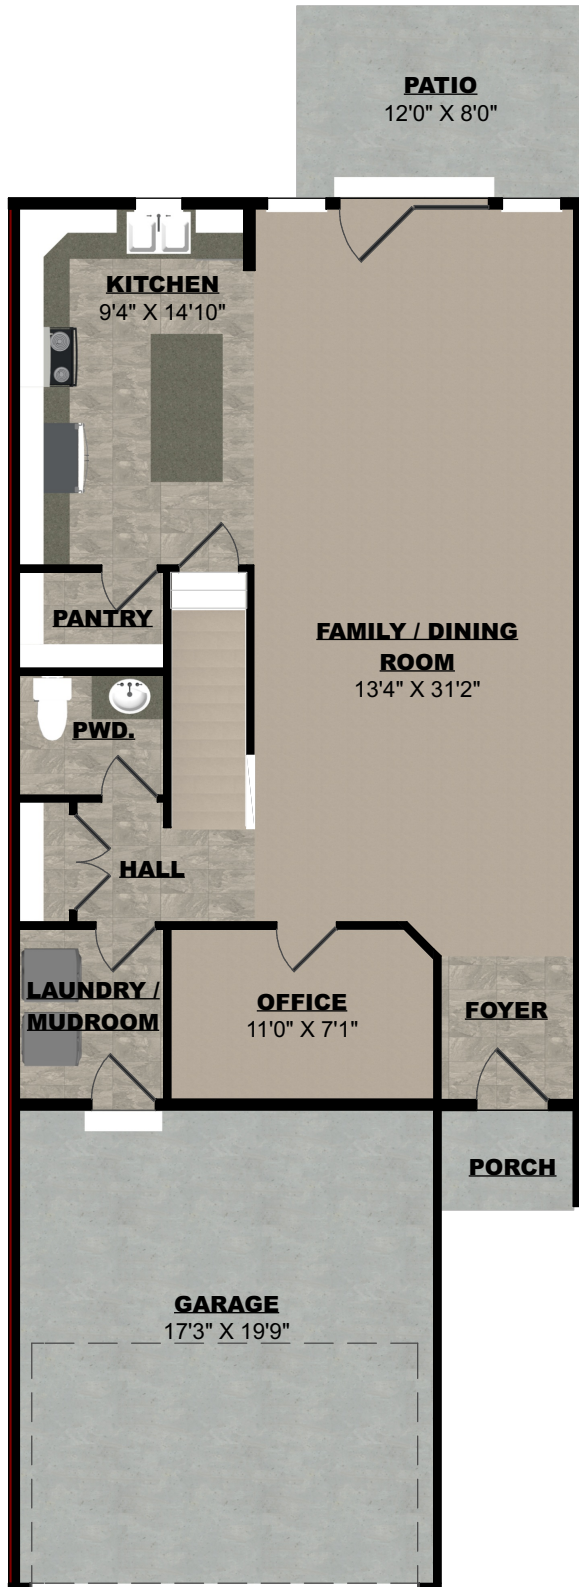 PATIO
12'0" X 8'0"
KITCHEN
9'4" X 14'10"
PANTRY
FAMILY / DINING
ROOM
13'4" X 31'2"
PWD.
HALL
LAUNDRY /
MUDROOM
OFFICE
11'0" X 7'1"
FOYER
PORCH
GARAGE
17'3" X 19'9"